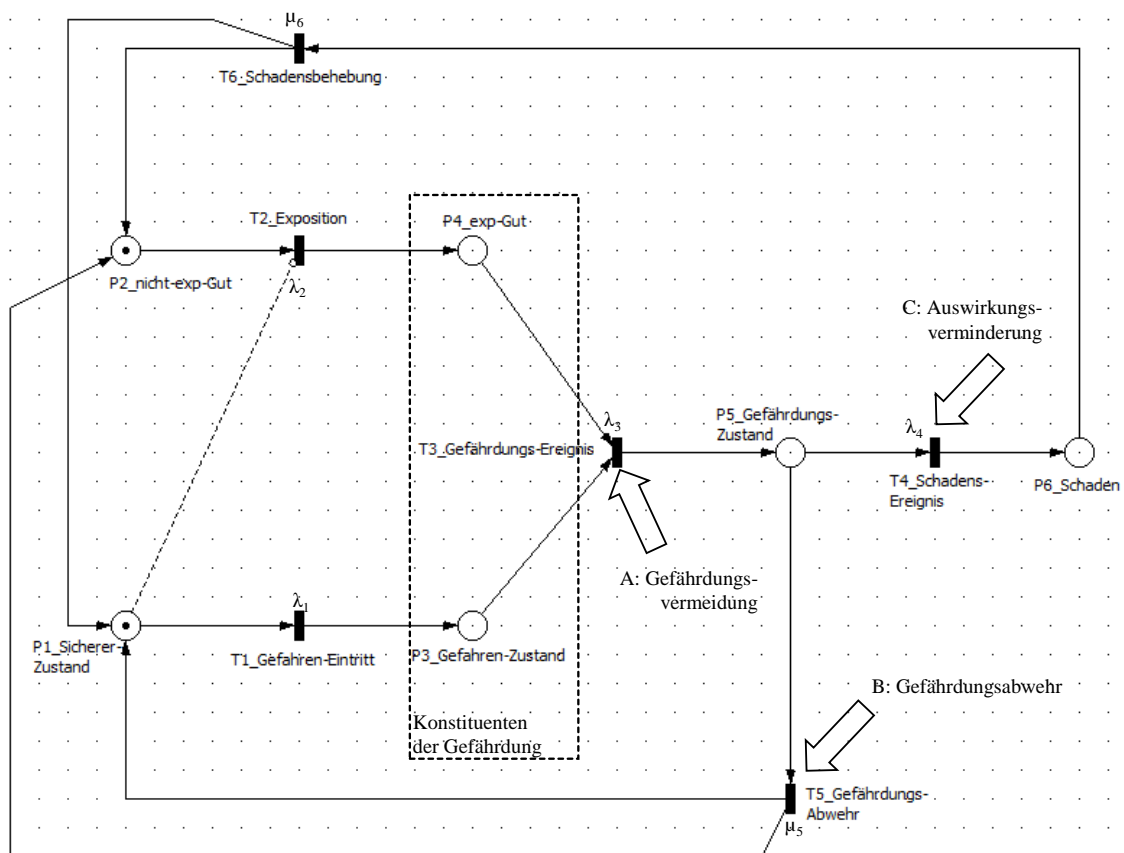 μ6
T6_Schadensbehebung
T2_Exposition
P4_exp-Gut
P2_nicht-exp-Gut
λ2
C: Auswirkungs-
verminderung
λ3
P5_Gefährdungs-
Zustand
λ4
T3_Gefährdungs-Ereignis
T4_Schadens-
Ereignis
P6_Schaden
A: Gefährdungs-
vermeidung
λ1
P1_Sicherer-
Zustand
T1_Gefahren-Eintritt
P3_Gefahren-Zustand
B: Gefährdungsabwehr
Konstituenten
der Gefährdung
T5_Gefährdungs-
Abwehr
μ5